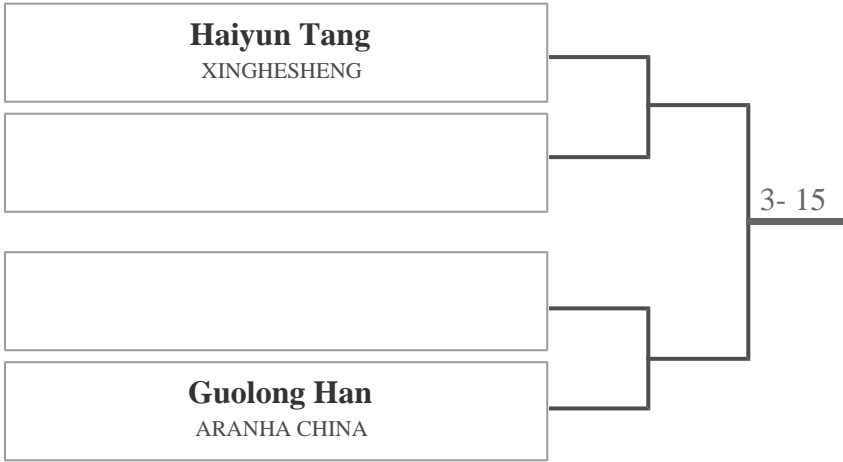 Haiyun Tang
XINGHESHENG
3- 15
Guolong Han
ARANHA CHINA